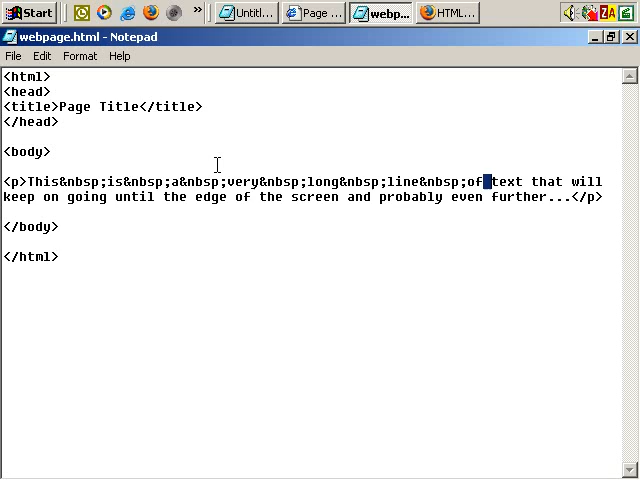 Start » Untitl... Page ... webp... HTML... ZA
webpage.html - Notepad
File Edit Format Help
<html>
<head>
<title>Page Title</title>
</head>
<body>
<p>This&nbsp;is&nbsp;a&nbsp;very&nbsp;long&nbsp;line&nbsp;of text that will
keep on going until the edge of the screen and probably even further...</p>
</body>
</html>